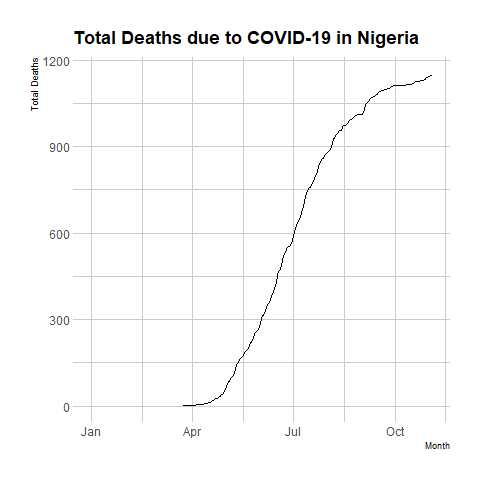 Total Deaths due to COVID-19 in Nigeria
Total Deaths
1200
900
600
300
0
Jan Apr Jul Oct
Month